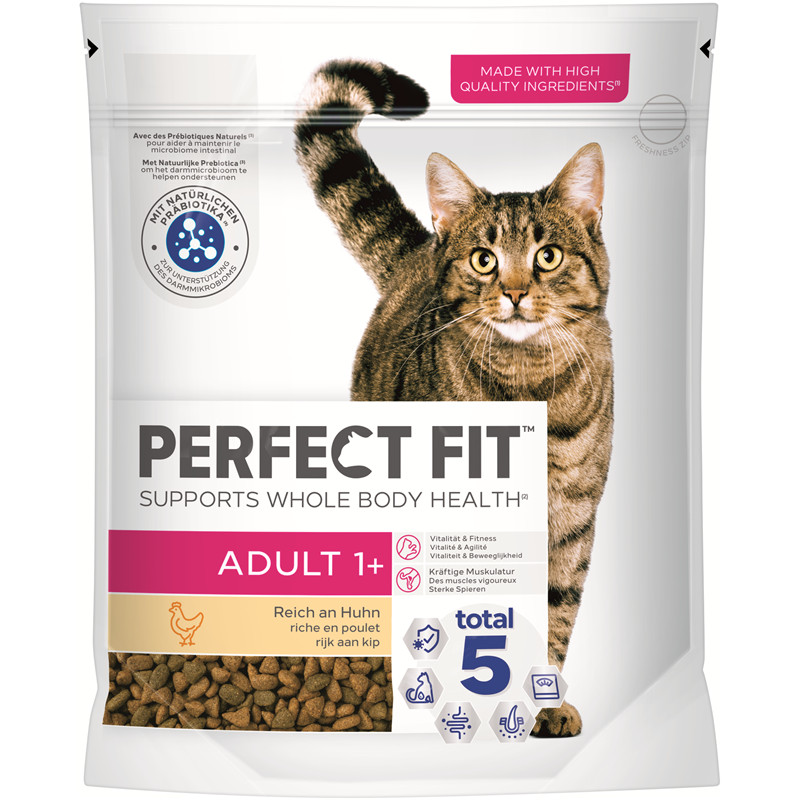 MADE WITH HIGH
QUALITY INGREDIENTS(1)
FRESHNESS ZIP
Avec des Prébiotiques Naturels (3)
pour aider à maintenir le
microbiome intestinal
Met Natuurlijke Prebiotica (3)
om het darmmicrobioom te
helpen ondersteunen
MIT NATÜRLICHEN
PRÄBIOTIKA (3)
ZUR UNTERSTÜTZUNG
DES DARMMIKROBIOMS
PERFECT FIT™
SUPPORTS WHOLE BODY HEALTH(2)
ADULT 1+
Vitalität & Fitness
Vitalité & Agilité
Vitaliteit & Beweeglijkheid
Kräftige Muskulatur
Des muscles vigoureux
Sterke Spieren
Reich an Huhn
riche en poulet
rijk aan kip
total
5